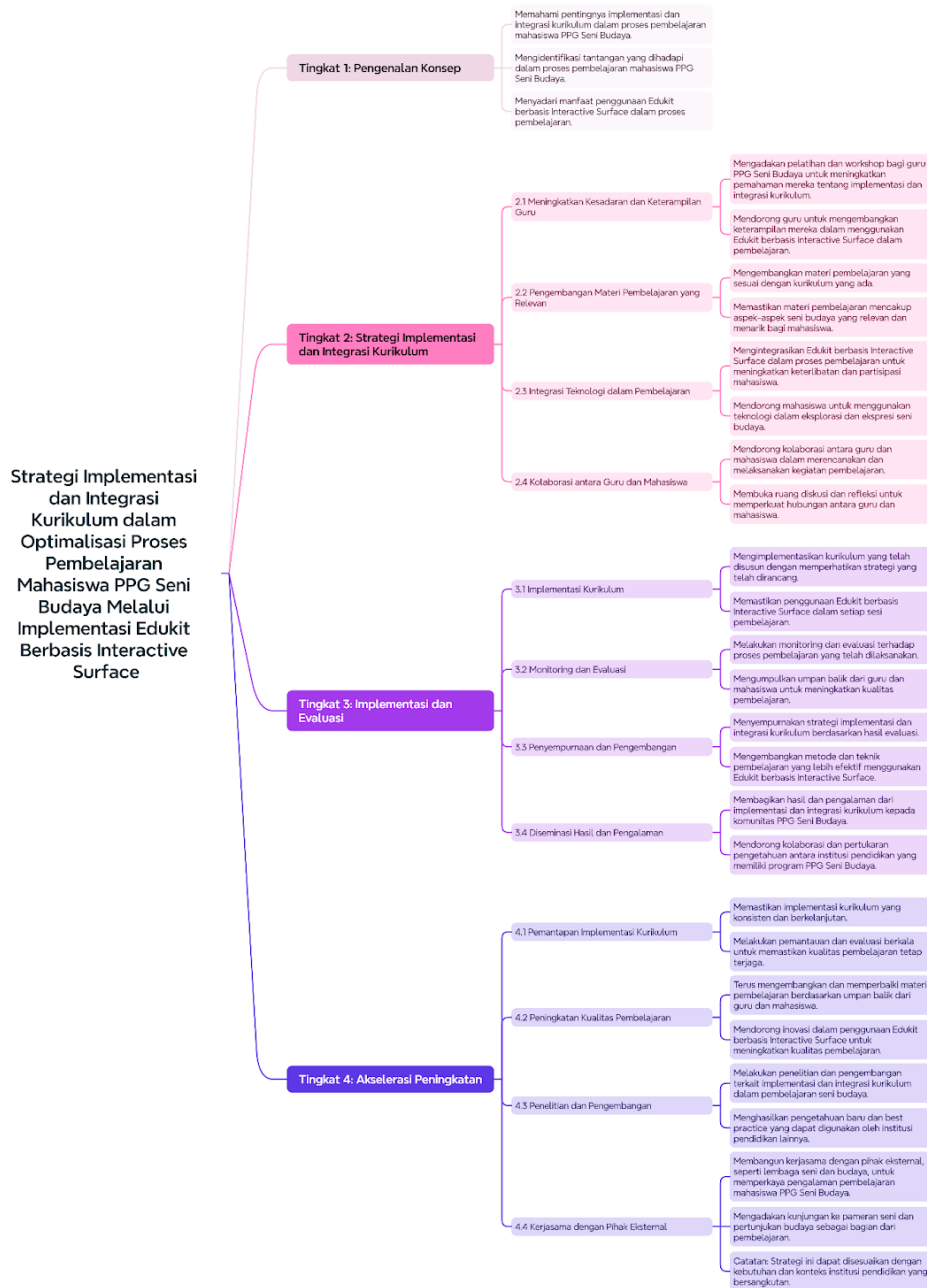 Strategi Implementasi
dan Integrasi
Kurikulum dalam
Optimalisasi Proses
Pembelajaran
Mahasiswa PPG Seni
Budaya Melalui
Implementasi Edukit
Berbasis Interactive
Surface
Tingkat 1: Pengenalan Konsep
Memahami pentingnya implementasi dan
integrasi kurikulum dalam proses pembelajaran
mahasiswa PPG Seni Budaya.
Mengidentifikasi tantangan yang dihadapi
dalam proses pembelajaran mahasiswa PPG
Seni Budaya.
Menyadari manfaat penggunaan Edukit
berbasis Interactive Surface dalam proses
pembelajaran.
Tingkat 2: Strategi Implementasi
dan Integrasi Kurikulum
2.1 Meningkatkan Kesadaran dan Keterampilan
Guru
Mengadakan pelatihan dan workshop bagi guru
PPG Seni Budaya untuk meningkatkan
pemahaman mereka tentang implementasi dan
integrasi kurikulum.
Mendorong guru untuk mengembangkan
keterampilan mereka dalam menggunakan
Edukit berbasis Interactive Surface dalam
pembelajaran.
2.2 Pengembangan Materi Pembelajaran yang
Relevan
Mengembangkan materi pembelajaran yang
sesuai dengan kurikulum yang ada.
Memastikan materi pembelajaran mencakup
aspek-aspek seni budaya yang relevan dan
menarik bagi mahasiswa.
2.3 Integrasi Teknologi dalam Pembelajaran
Mengintegrasikan Edukit berbasis Interactive
Surface dalam proses pembelajaran untuk
meningkatkan keterlibatan dan partisipasi
mahasiswa.
Mendorong mahasiswa untuk menggunakan
teknologi dalam eksplorasi dan ekspresi seni
budaya.
2.4 Kolaborasi antara Guru dan Mahasiswa
Mendorong kolaborasi antara guru dan
mahasiswa dalam merencanakan dan
melaksanakan kegiatan pembelajaran.
Membuka ruang diskusi dan refleksi untuk
memperkuat hubungan antara guru dan
mahasiswa.
Tingkat 3: Implementasi dan
Evaluasi
3.1 Implementasi Kurikulum
Mengimplementasikan kurikulum yang telah
disusun dengan memperhatikan strategi yang
telah dirancang.
Memastikan penggunaan Edukit berbasis
Interactive Surface dalam setiap sesi
pembelajaran.
3.2 Monitoring dan Evaluasi
Melakukan monitoring dan evaluasi terhadap
proses pembelajaran yang telah dilaksanakan.
Mengumpulkan umpan balik dari guru dan
mahasiswa untuk meningkatkan kualitas
pembelajaran.
3.3 Penyempurnaan dan Pengembangan
Menyempurnakan strategi implementasi dan
integrasi kurikulum berdasarkan hasil evaluasi.
Mengembangkan metode dan teknik
pembelajaran yang lebih efektif menggunakan
Edukit berbasis Interactive Surface.
3.4 Diseminasi Hasil dan Pengalaman
Membagikan hasil dan pengalaman dari
implementasi dan integrasi kurikulum kepada
komunitas PPG Seni Budaya.
Mendorong kolaborasi dan pertukaran
pengetahuan antara institusi pendidikan yang
memiliki program PPG Seni Budaya.
Tingkat 4: Akselerasi Peningkatan
4.1 Pemantapan Implementasi Kurikulum
Memastikan implementasi kurikulum yang
konsisten dan berkelanjutan.
Melakukan pemantauan dan evaluasi berkala
untuk memastikan kualitas pembelajaran tetap
terjaga.
4.2 Peningkatan Kualitas Pembelajaran
Terus mengembangkan dan memperbaiki materi
pembelajaran berdasarkan umpan balik dari
guru dan mahasiswa.
Mendorong inovasi dalam penggunaan Edukit
berbasis Interactive Surface untuk
meningkatkan kualitas pembelajaran.
4.3 Penelitian dan Pengembangan
Melakukan penelitian dan pengembangan
terkait implementasi dan integrasi kurikulum
dalam pembelajaran seni budaya.
Menghasilkan pengetahuan baru dan best
practice yang dapat digunakan oleh institusi
pendidikan lainnya.
4.4 Kerjasama dengan Pihak Eksternal
Membangun kerjasama dengan pihak eksternal,
seperti lembaga seni dan budaya, untuk
memperkaya pengalaman pembelajaran
mahasiswa PPG Seni Budaya.
Mengadakan kunjungan ke pameran seni dan
pertunjukan budaya sebagai bagian dari
pembelajaran.
Catatan: Strategi ini dapat disesuaikan dengan
kebutuhan dan konteks institusi pendidikan yang
bersangkutan.